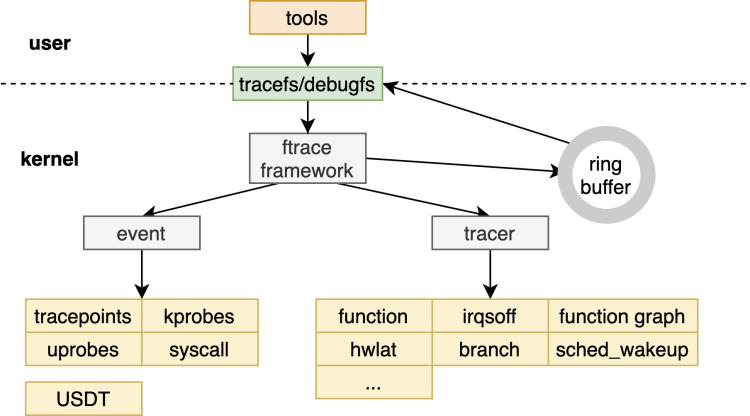 tools
user
tracefs/debugfs
kernel
ftrace
framework
ring
buffer
event
tracer
tracepoints kprobes
uprobes syscall
USDT
function irqsoff function graph
hwlat branch sched_wakeup
...